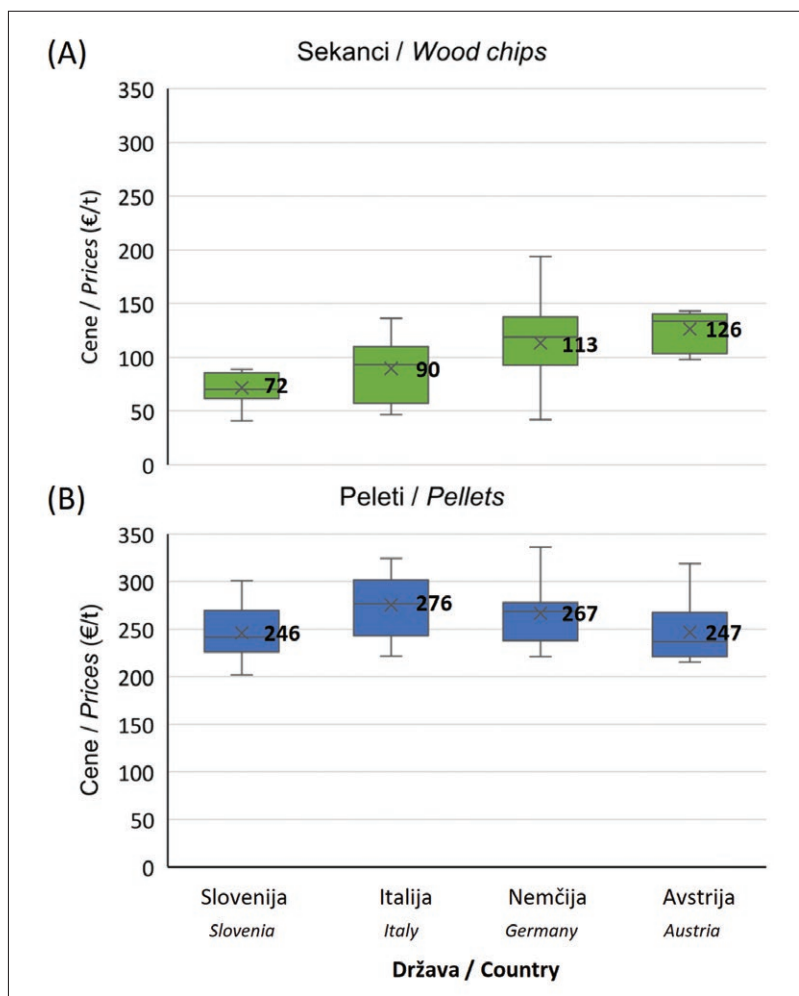 (A)
Sekanci / Wood chips
350
300
250
200
150
100
50
0
Cene / Prices (€/t)
72
90
113
126
(B)
Peleti / Pellets
350
300
250
200
150
100
50
0
Cene / Prices (€/t)
246
276
267
247
Slovenija Italija Nemčija Avstrija
Slovenia Italy Germany Austria
Država / Country